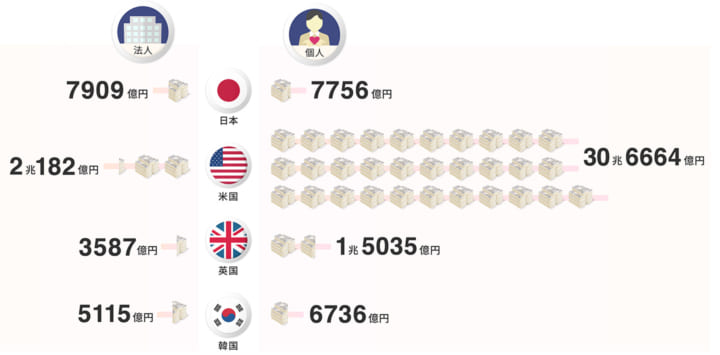 法人
個人
7909億円
日本
7756億円
2兆182億円
米国
30兆6664億円
3587億円
英国
1兆5035億円
5115億円
韓国
6736億円